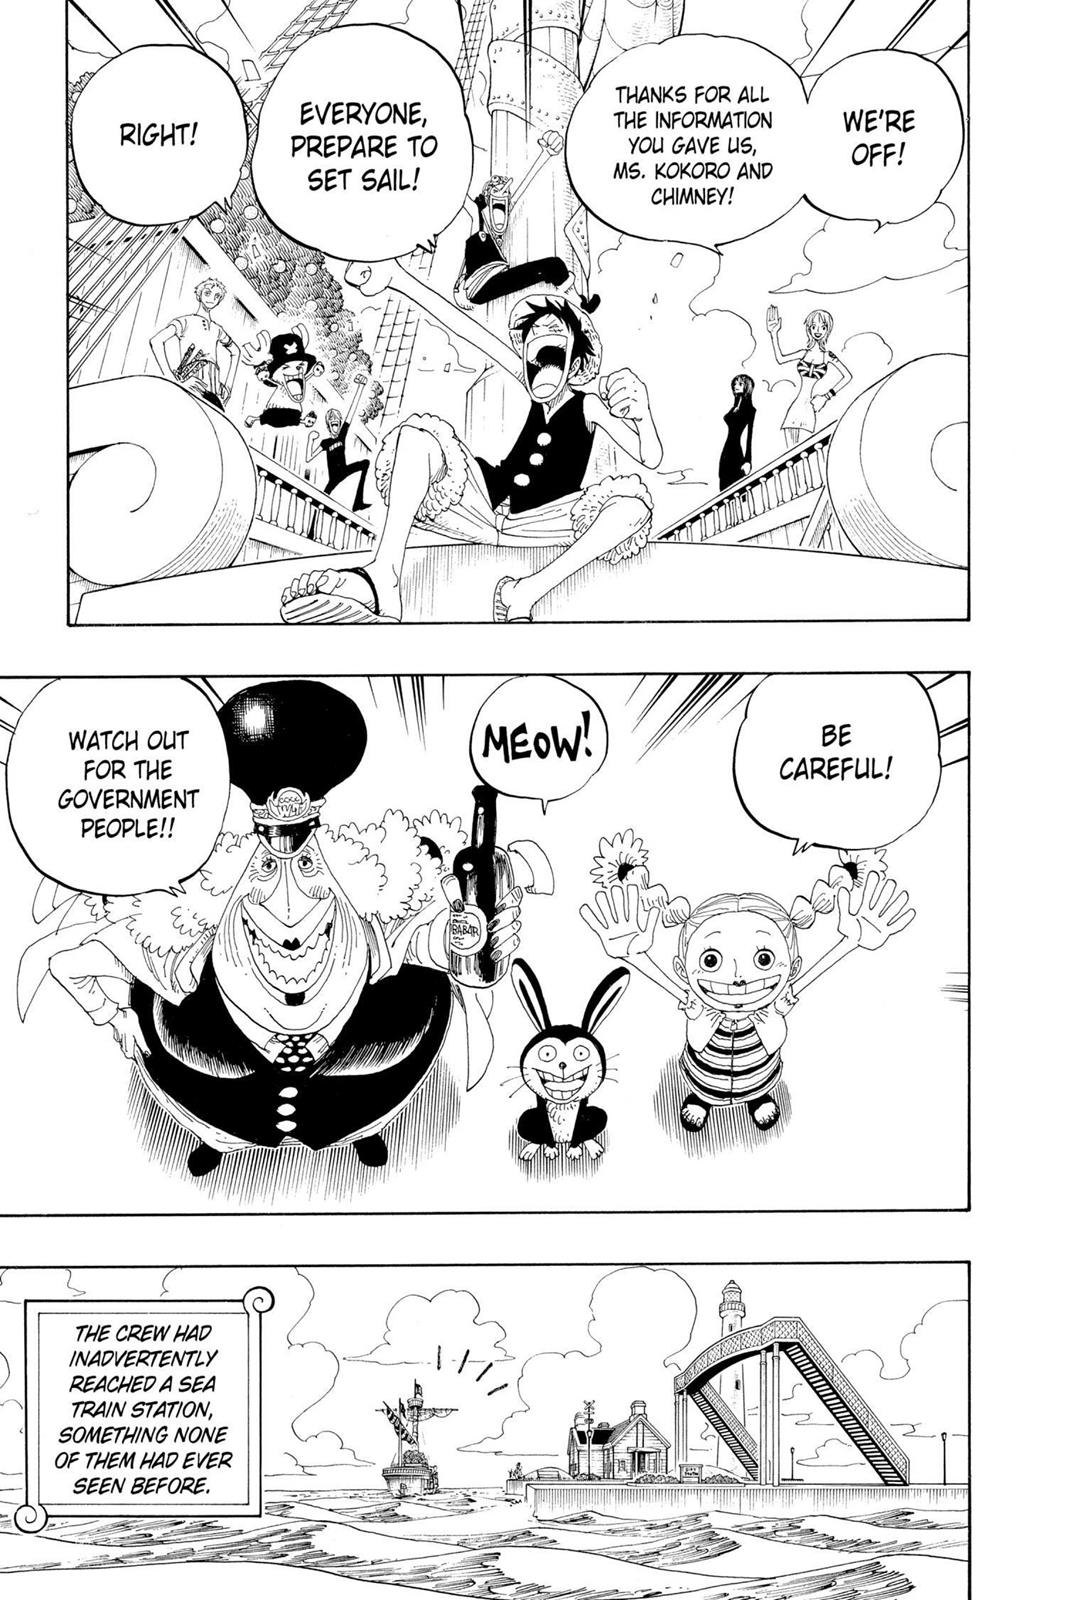 WE'RE
OFF!
THANKS FOR ALL
THE INFORMATION
YOU GAVE US,
MS. KOKORO AND
CHIMNEY!
EVERYONE,
PREPARE TO
SET SAIL!
RIGHT!
BE
CAREFUL!
MEOW!
WATCH OUT
FOR THE
GOVERNMENT
PEOPLE!!
BABAR
THE CREW HAD
INADVERTENTLY
REACHED A SEA
TRAIN STATION,
SOMETHING NONE
OF THEM HAD EVER
SEEN BEFORE.